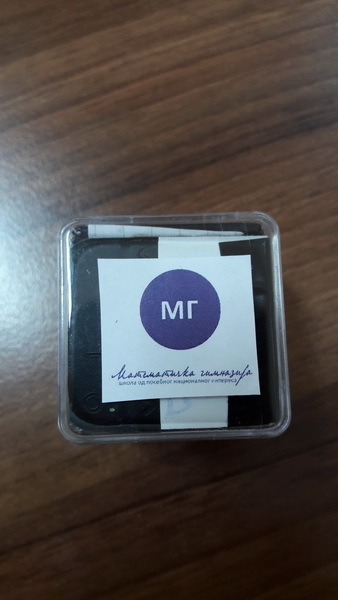 МГ
Математичка гимназија
школа од посебног националног интереса